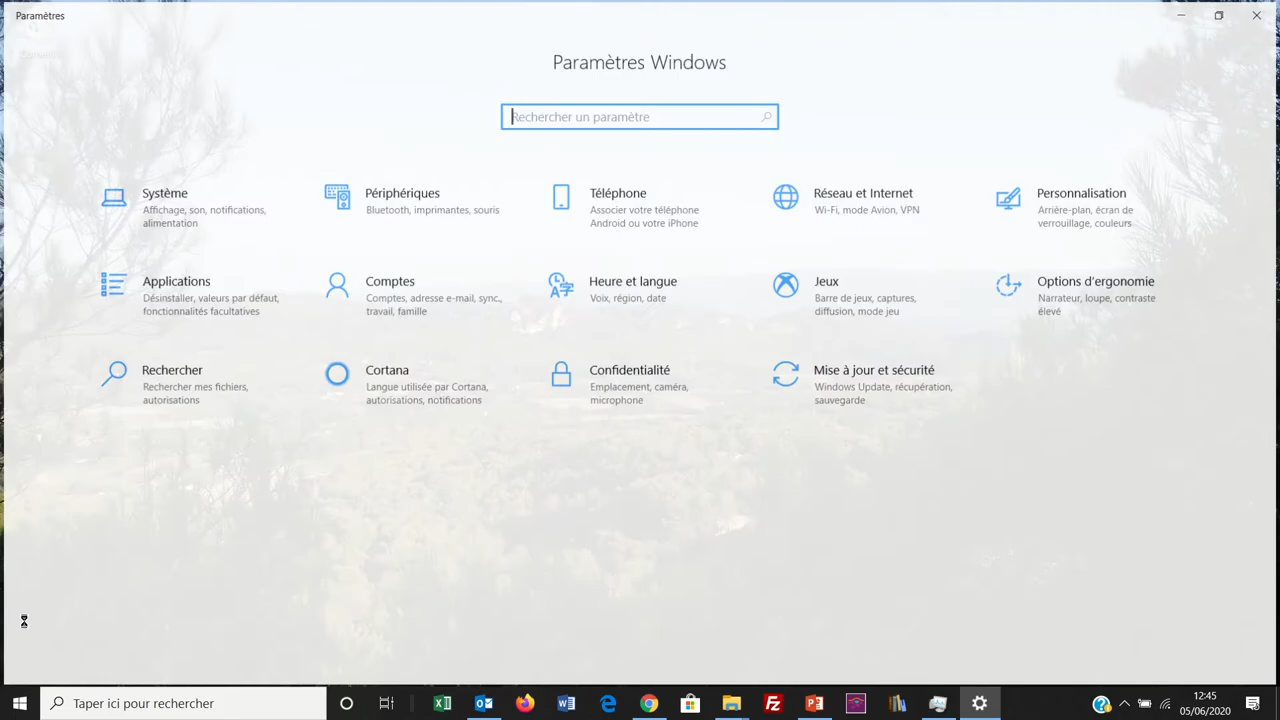 Paramètres
Paramètres Windows
Rechercher un paramètre
Système
Affichage, son, notifications,
alimentation
Périphériques
Bluetooth, imprimantes, souris
Téléphone
Associer votre téléphone
Android ou votre iPhone
Réseau et Internet
Wi-Fi, mode Avion, VPN
Personnalisation
Arrière-plan, écran de
verrouillage, couleurs
Applications
Désinstaller, valeurs par défaut,
fonctionnalités facultatives
Comptes
Comptes, adresse e-mail, sync.,
travail, famille
Heure et langue
Voix, région, date
Jeux
Barre de jeux, captures,
diffusion, mode jeu
Options d'ergonomie
Narrateur, loupe, contraste
élevé
Rechercher
Rechercher mes fichiers,
autorisations
Cortana
Langue utilisée par Cortana,
autorisations, notifications
Confidentialité
Emplacement, caméra,
microphone
Mise à jour et sécurité
Windows Update, récupération,
sauvegarde
Taper ici pour rechercher
12:45
05/06/2020